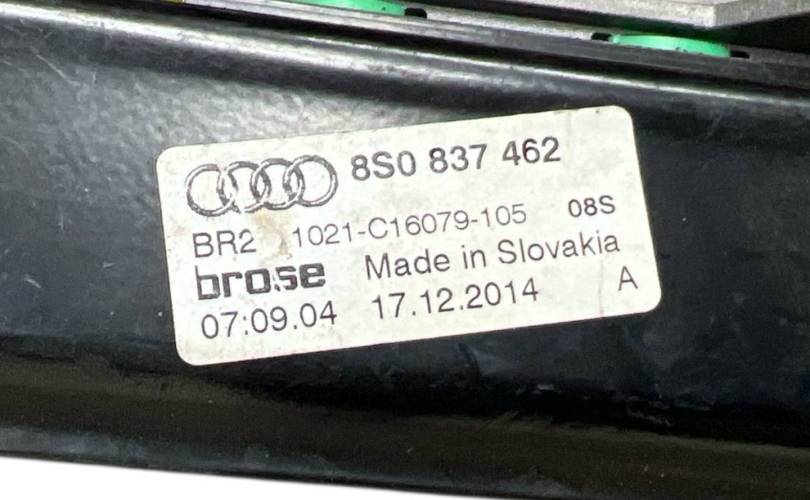 8S0 837 462
BR2 1021-C16079-105 08S
brose Made in Slovakia
07:09.04 17.12.2014 A